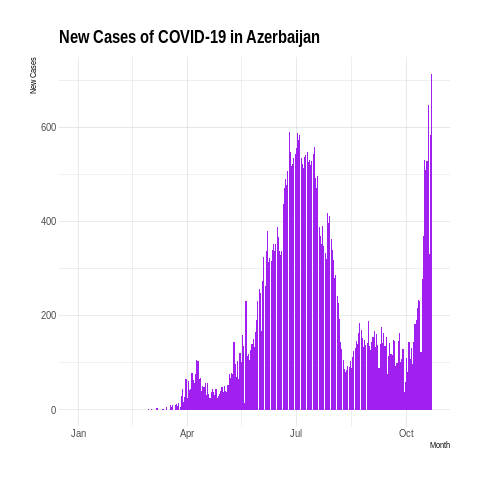 New Cases of COVID-19 in Azerbaijan
New Cases
600
400
200
0
Jan Apr Jul Oct
Month